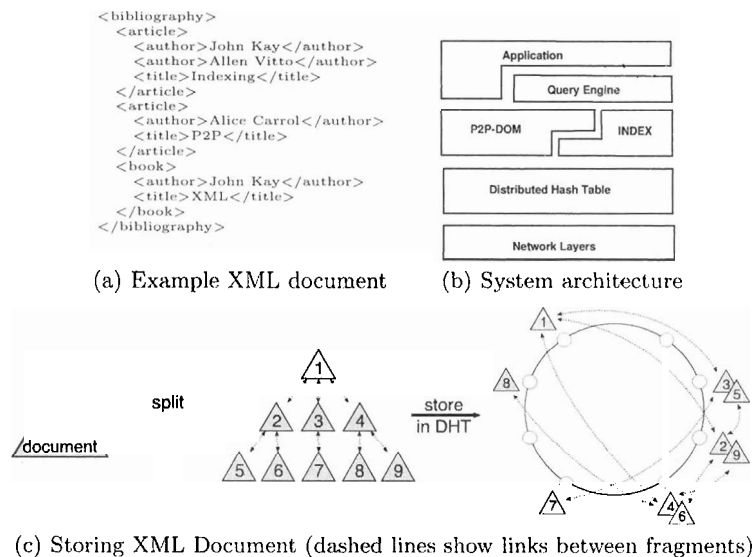 <bibliography>
<article>
<author>John Kay</author>
<author>Allen Vitto</author>
<title>Indexing</title>
</article>
<article>
<author>Alice Carrol</author>
<title>P2P</title>
</article>
<book>
<author>John Kay</author>
<title>XML</title>
</book>
</bibliography>
(a) Example XML document
Application
Query Engine
P2P-DOM
INDEX
Distributed Hash Table
Network Layers
(b) System architecture
document
split
1
2 3 4
5 6 7 8 9
store
in DHT
1
8
3
5
2
9
7
4
6
(c) Storing XML Document (dashed lines show links between fragments)